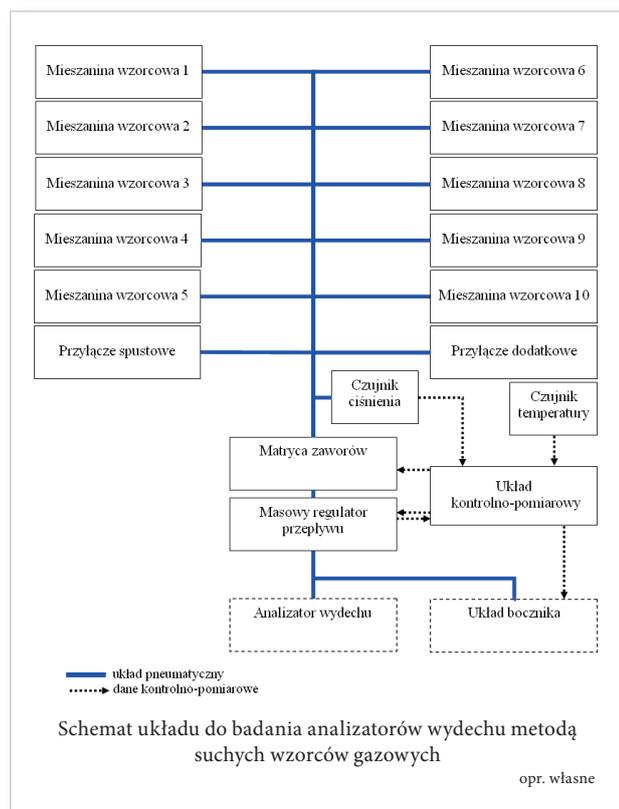 Mieszanina wzorcowa 1
Mieszanina wzorcowa 6
Mieszanina wzorcowa 2
Mieszanina wzorcowa 7
Mieszanina wzorcowa 3
Mieszanina wzorcowa 8
Mieszanina wzorcowa 4
Mieszanina wzorcowa 9
Mieszanina wzorcowa 5
Mieszanina wzorcowa 10
Przyłącze spustowe
Przyłącze dodatkowe
Czujnik
ciśnienia
Czujnik
temperatury
Matryca zaworów
Układ
kontrolno-pomiarowy
Masowy regulator
przepływu
Analizator wydechu
Układ bocznika
układ pneumatyczny
dane kontrolno-pomiarowe
Schemat układu do badania analizatorów wydechu metodą
suchych wzorców gazowych
opr. własne